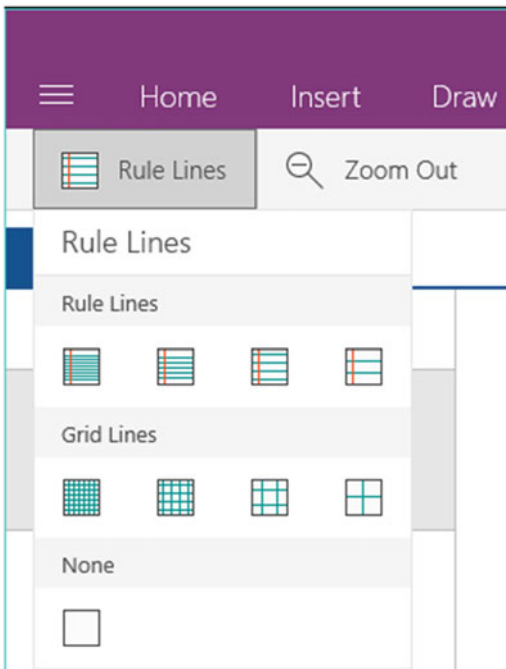 Home Insert Draw
Rule Lines Zoom Out
Rule Lines
Rule Lines
Grid Lines
None